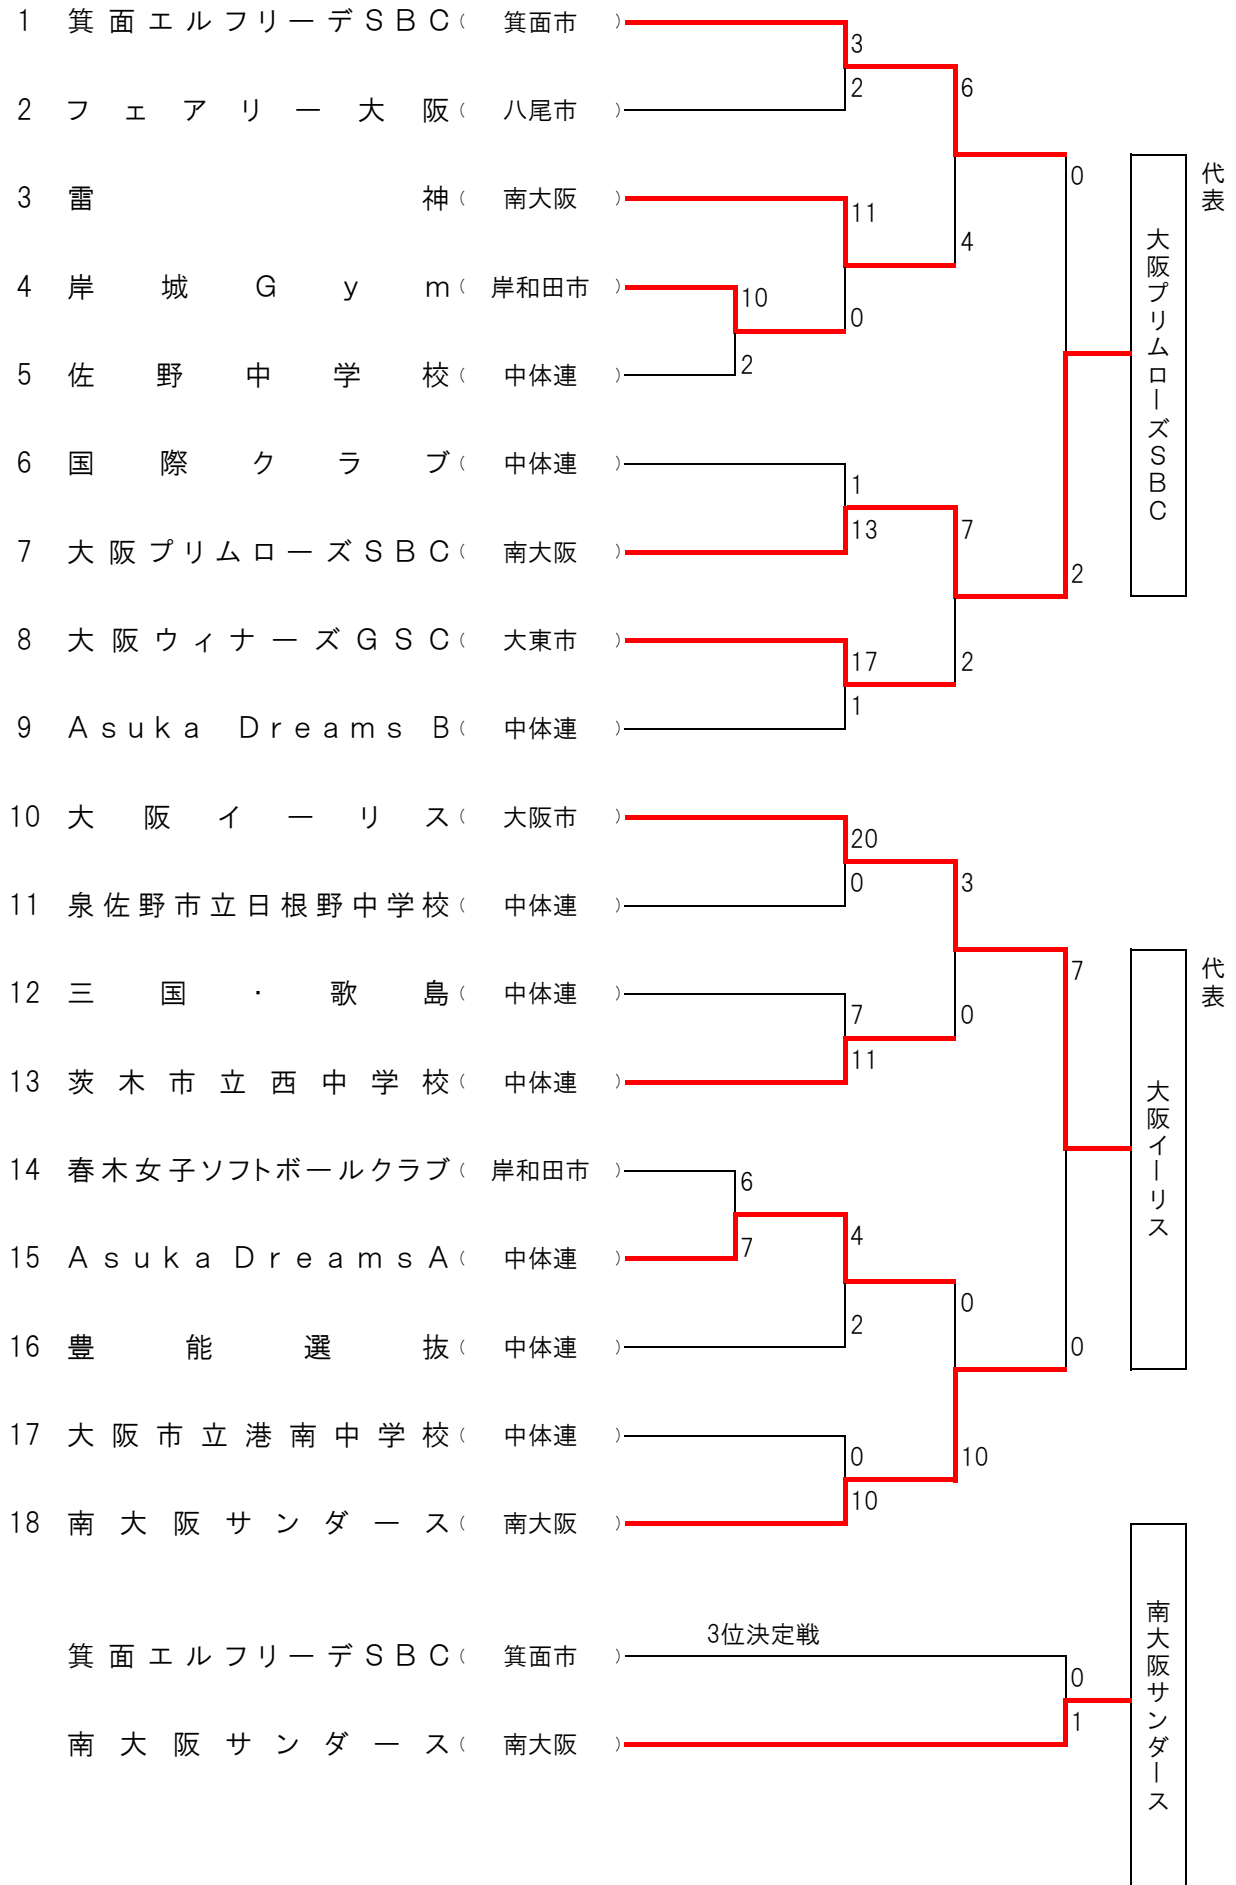 1 箕面エルフリーデSBC（ 箕面市 ）
3
6
2
2 フェアリー大阪（ 八尾市 ）
0
代表
3 雷神（ 南大阪 ）
11
4
大阪プリムローズSBC
4 岸城Gym（ 岸和田市 ）
10
0
2
5 佐野中学校（ 中体連 ）
6 国際クラブ（ 中体連 ）
1
13
7
7 大阪プリムローズSBC（ 南大阪 ）
2
8 大阪ウィナーズGSC（ 大東市 ）
17
2
1
9 Asuka Dreams B（ 中体連 ）
10 大阪イーリス（ 大阪市 ）
20
0
3
11 泉佐野市立日根野中学校（ 中体連 ）
7
代表
12 三国・歌島（ 中体連 ）
7
0
11
13 茨木市立西中学校（ 中体連 ）
大阪イーリス
14 春木女子ソフトボールクラブ（ 岸和田市 ）
6
4
7
15 Asuka DreamsA（ 中体連 ）
0
2
0
16 豊能選抜（ 中体連 ）
17 大阪市立港南中学校（ 中体連 ）
0
10
10
18 南大阪サンダース（ 南大阪 ）
3位決定戦
箕面エルフリーデSBC（ 箕面市 ）
0
南大阪サンダース
1
南大阪サンダース（ 南大阪 ）